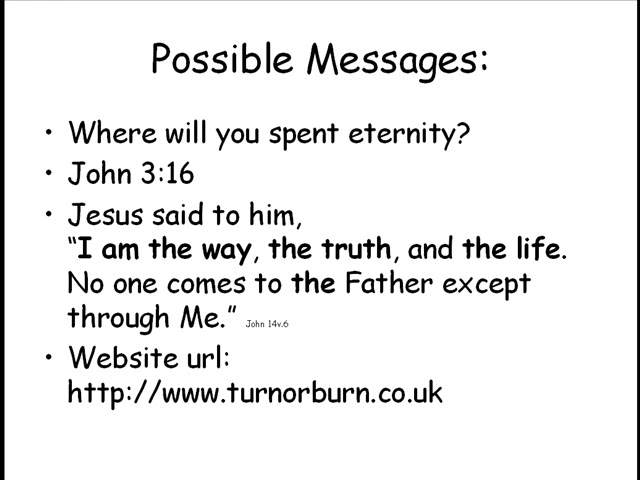 Possible Messages:
• Where will you spent eternity?
• John 3:16
• Jesus said to him,
“I am the way, the truth, and the life.
No one comes to the Father except
through Me.” John 14v.6
• Website url:
http://www.turnorburn.co.uk